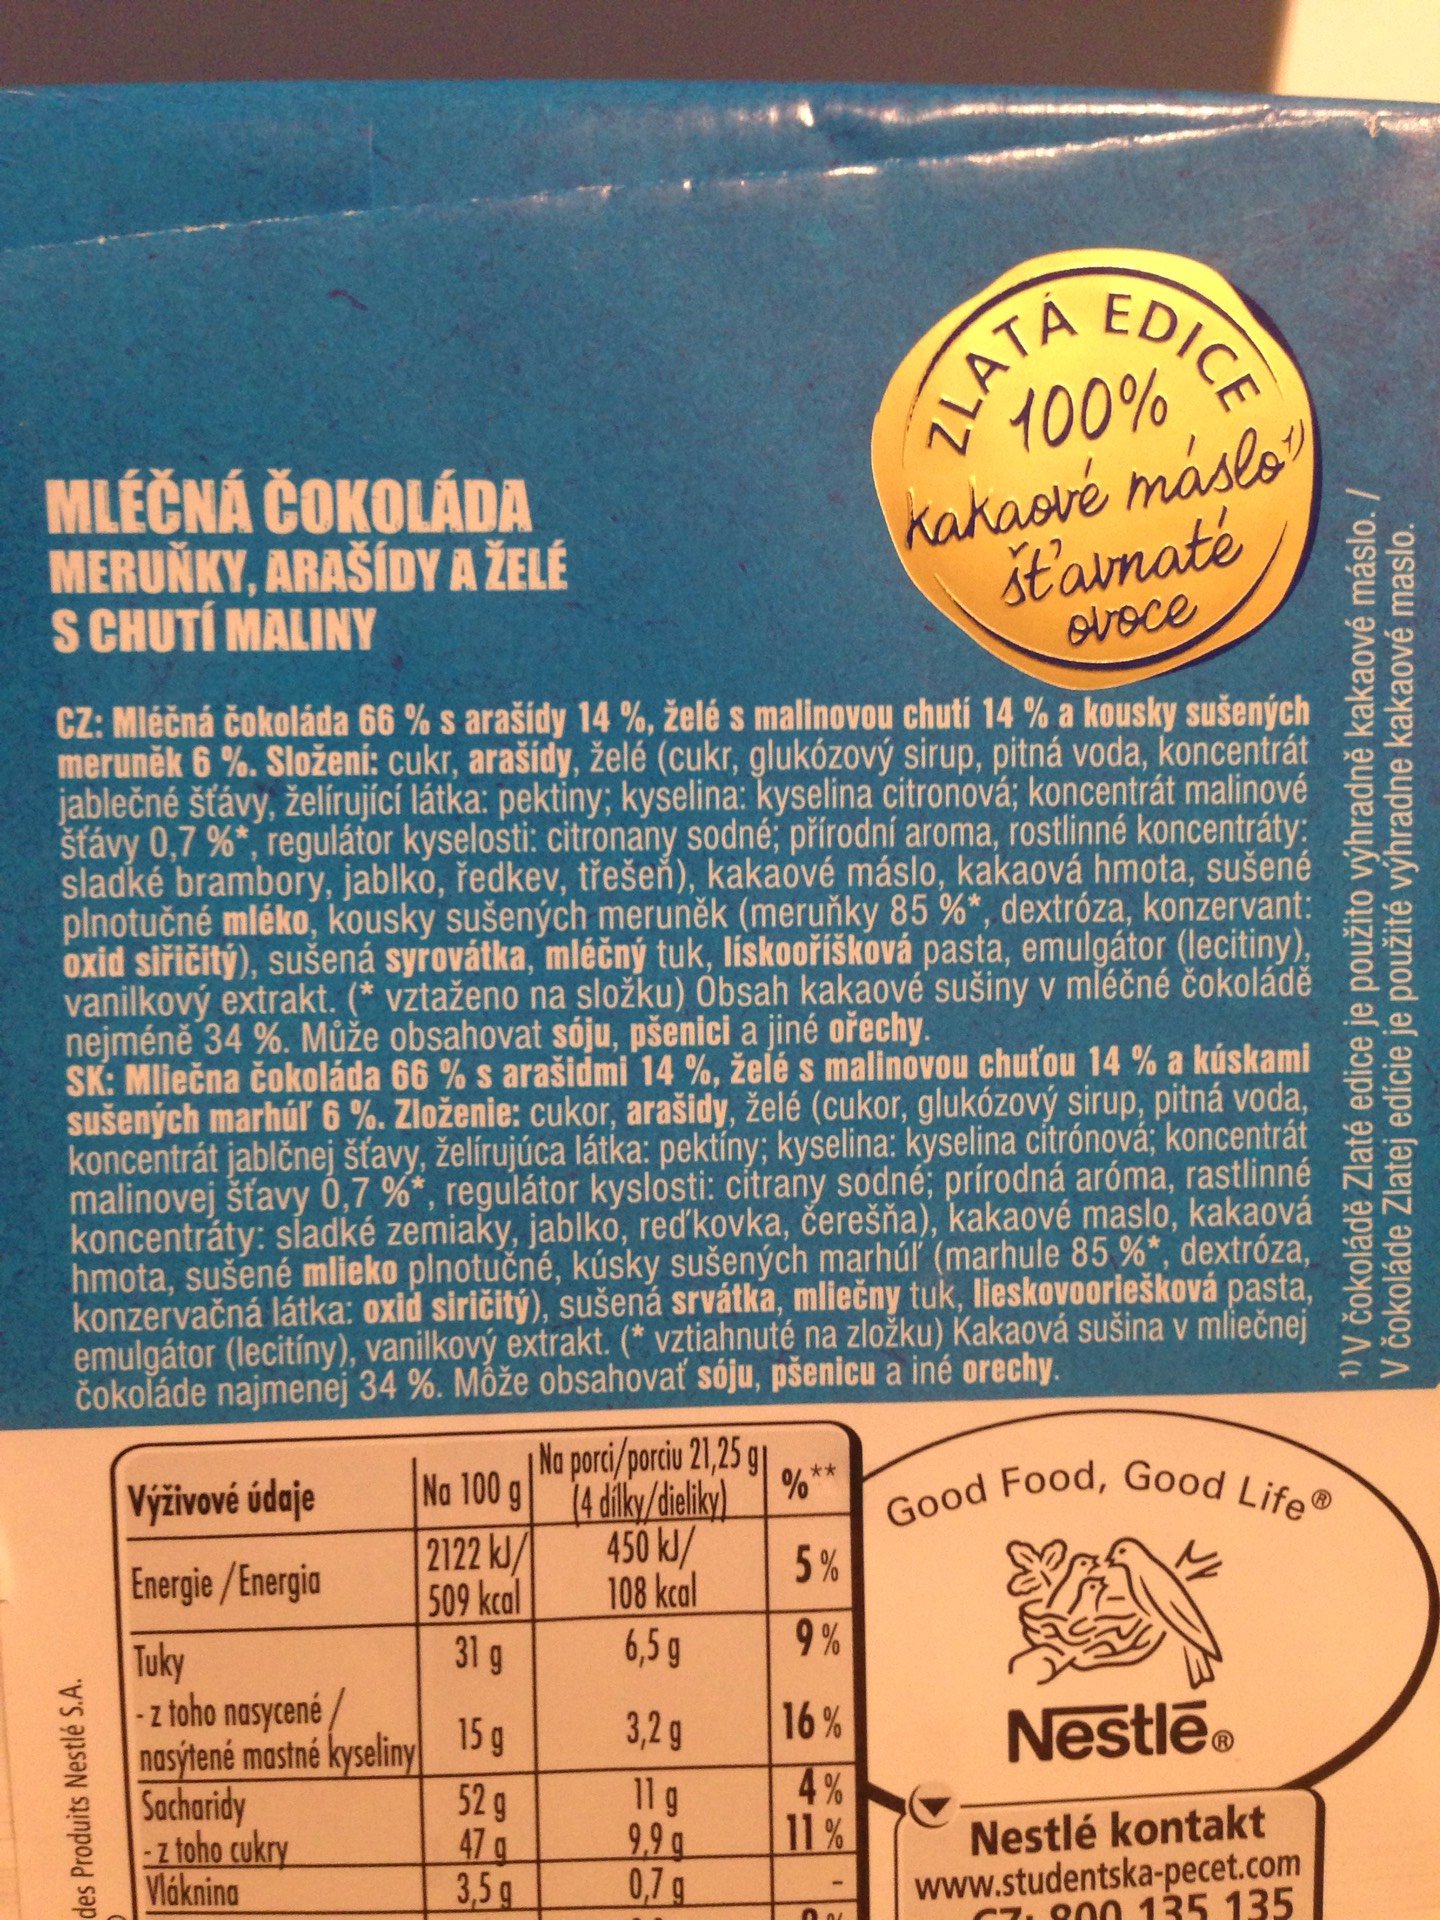 ZLATÁ EDICE
100%
kakaové máslo¹⁾
šťavnaté
ovoce
MLÉČNÁ ČOKOLÁDA
MERUŇKY, ARAŠÍDY A ŽELÉ
S CHUTÍ MALINY
CZ: Mléčná čokoláda 66 % s arašídy 14 %, želé s malinovou chutí 14 % a kousky sušených
meruněk 6 %. Složení: cukr, arašídy, želé (cukr, glukózový sirup, pitná voda, koncentrát
jablečné šťávy, želírující látka: pektiny; kyselina: kyselina citronová; koncentrát malinové
šťávy 0,7 %*, regulátor kyselosti: citronany sodné; přírodní aroma, rostlinné koncentráty:
sladké brambory, jablko, ředkev, třešeň), kakaové máslo, kakaová hmota, sušené
plnotučné mléko, kousky sušených meruněk (meruňky 85 %*, dextróza, konzervant:
oxid siřičitý), sušená syrovátka, mléčný tuk, lískooříšková pasta, emulgátor (lecitiny),
vanilkový extrakt. (* vztaženo na složku) Obsah kakaové sušiny v mléčné čokoládě
nejméně 34 %. Může obsahovat sóju, pšenici a jiné ořechy.
SK: Mliečna čokoláda 66 % s arašidmi 14 %, želé s malinovou chuťou 14 % a kúskami
sušených marhúľ 6 %. Zloženie: cukor, arašidy, želé (cukor, glukózový sirup, pitná voda,
koncentrát jablčnej šťavy, želírujúca látka: pektíny; kyselina: kyselina citrónová; koncentrát
malinovej šťavy 0,7 %*, regulátor kyslosti: citrany sodné; prírodná aróma, rastlinné
koncentráty: sladké zemiaky, jablko, reďkovka, čerešňa), kakaové maslo, kakaová
hmota, sušené mlieko plnotučné, kúsky sušených marhúľ (marhule 85 %*, dextróza,
konzervačná látka: oxid siričitý), sušená srvátka, mliečny tuk, lieskovooriešková pasta,
emulgátor (lecitíny), vanilkový extrakt. (* vztiahnuté na zložku) Kakaová sušina v mliečnej
čokoláde najmenej 34 %. Môže obsahovať sóju, pšenicu a iné orechy.
¹⁾ V čokoládě Zlaté edice je použito výhradně kakaové máslo. /
V čokoláde Zlatej edície je použité výhradne kakaové maslo.
Výživové údaje Na 100 g Na porci/porciu 21,25 g (4 dílky/dieliky) %**
Energie / Energia 2122 kJ/ 509 kcal 450 kJ/ 108 kcal 5 %
Tuky 31 g 6,5 g 9 %
- z toho nasycené /
nasýtené mastné kyseliny 15 g 3,2 g 16 %
Sacharidy 52 g 11 g 4 %
- z toho cukry 47 g 9,9 g 11 %
Vláknina 3,5 g 0,7 g -
Good Food, Good Life®
Nestlé®
Nestlé kontakt
www.studentska-pecet.com
CZ: 800 135 135
des Produits Nestlé S.A.